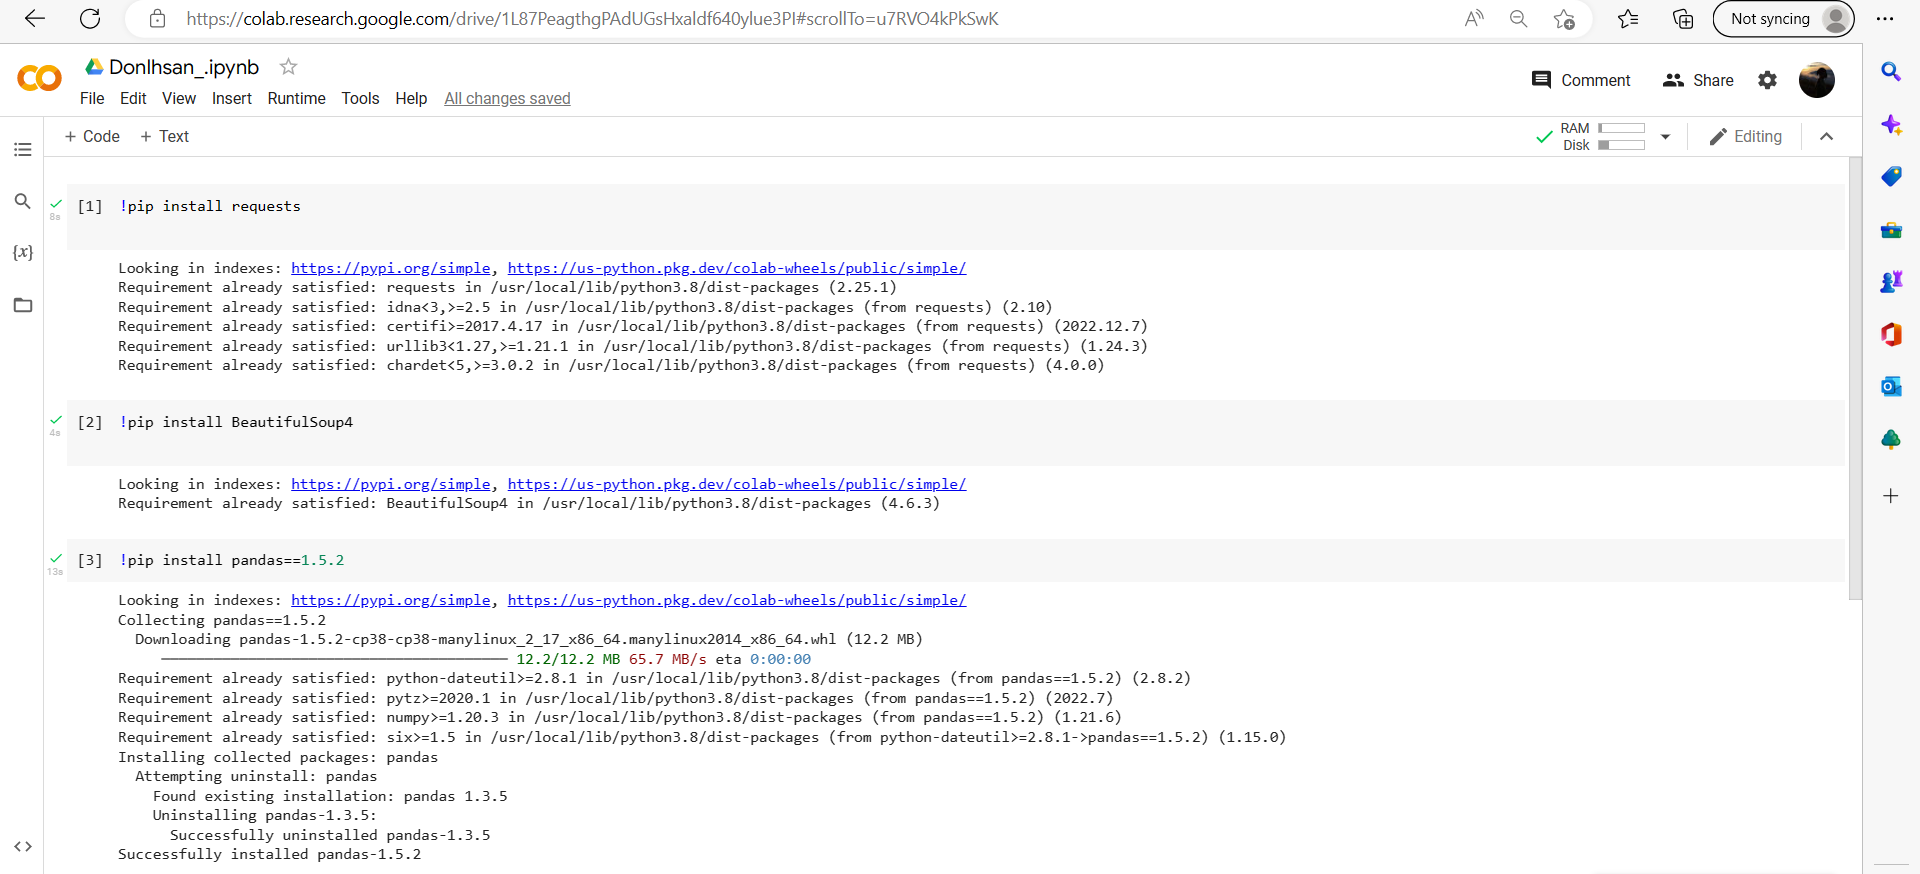 https://colab.research.google.com/drive/1L87PeagthgPAdUGsHxaldf640ylue3PI#scrollTo=u7RVO4kPkSwK
Not syncing
DonIhsan_.ipynb
File Edit View Insert Runtime Tools Help All changes saved
Comment Share
+ Code + Text
RAM
Disk
Editing
8s
[1] !pip install requests
Looking in indexes: https://pypi.org/simple, https://us-python.pkg.dev/colab-wheels/public/simple/
Requirement already satisfied: requests in /usr/local/lib/python3.8/dist-packages (2.25.1)
Requirement already satisfied: idna<3,>=2.5 in /usr/local/lib/python3.8/dist-packages (from requests) (2.10)
Requirement already satisfied: certifi>=2017.4.17 in /usr/local/lib/python3.8/dist-packages (from requests) (2022.12.7)
Requirement already satisfied: urllib3<1.27,>=1.21.1 in /usr/local/lib/python3.8/dist-packages (from requests) (1.24.3)
Requirement already satisfied: chardet<5,>=3.0.2 in /usr/local/lib/python3.8/dist-packages (from requests) (4.0.0)
4s
[2] !pip install BeautifulSoup4
Looking in indexes: https://pypi.org/simple, https://us-python.pkg.dev/colab-wheels/public/simple/
Requirement already satisfied: BeautifulSoup4 in /usr/local/lib/python3.8/dist-packages (4.6.3)
13s
[3] !pip install pandas==1.5.2
Looking in indexes: https://pypi.org/simple, https://us-python.pkg.dev/colab-wheels/public/simple/
Collecting pandas==1.5.2
Downloading pandas-1.5.2-cp38-cp38-manylinux_2_17_x86_64.manylinux2014_x86_64.whl (12.2 MB)
12.2/12.2 MB 65.7 MB/s eta 0:00:00
Requirement already satisfied: python-dateutil>=2.8.1 in /usr/local/lib/python3.8/dist-packages (from pandas==1.5.2) (2.8.2)
Requirement already satisfied: pytz>=2020.1 in /usr/local/lib/python3.8/dist-packages (from pandas==1.5.2) (2022.7)
Requirement already satisfied: numpy>=1.20.3 in /usr/local/lib/python3.8/dist-packages (from pandas==1.5.2) (1.21.6)
Requirement already satisfied: six>=1.5 in /usr/local/lib/python3.8/dist-packages (from python-dateutil>=2.8.1->pandas==1.5.2) (1.15.0)
Installing collected packages: pandas
Attempting uninstall: pandas
Found existing installation: pandas 1.3.5
Uninstalling pandas-1.3.5:
Successfully uninstalled pandas-1.3.5
Successfully installed pandas-1.5.2